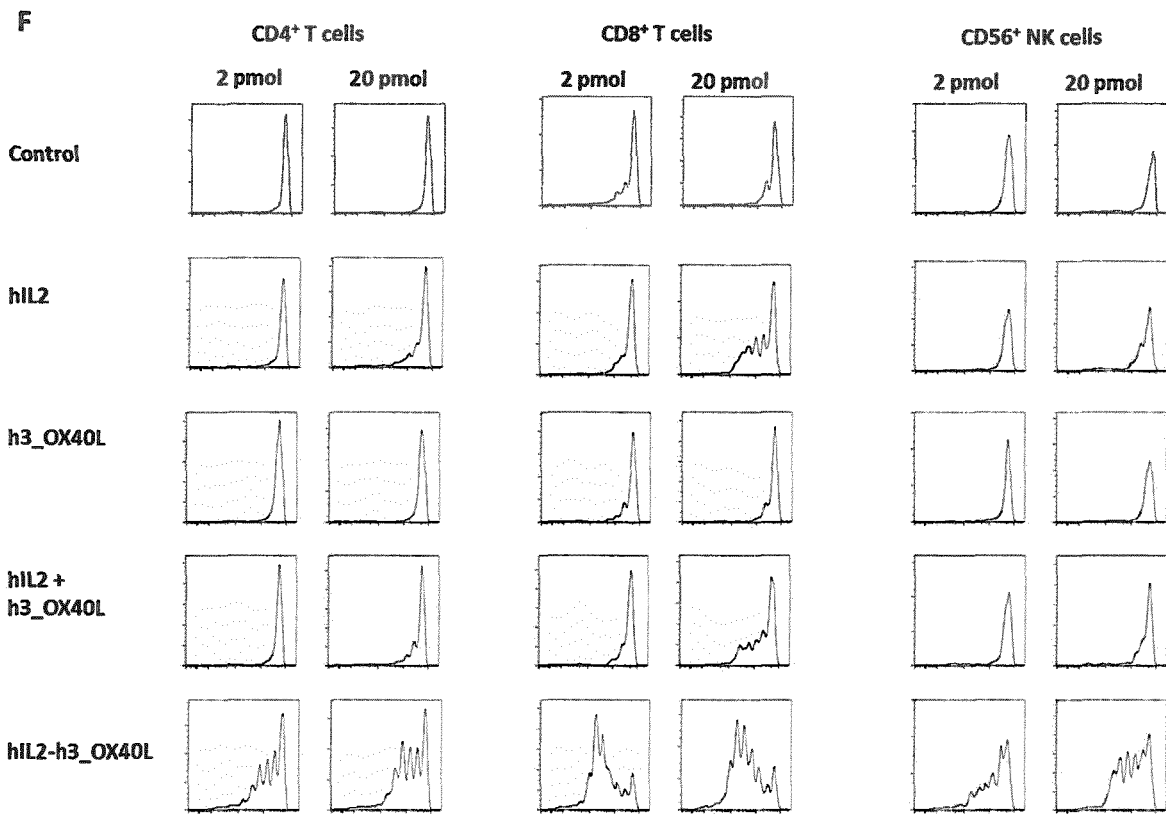 F
CD4⁺ T cells CD8⁺ T cells CD56⁺ NK cells
2 pmol 20 pmol 2 pmol 20 pmol 2 pmol 20 pmol
Control
hIL2
h3_OX40L
hIL2 +
h3_OX40L
hIL2-h3_OX40L